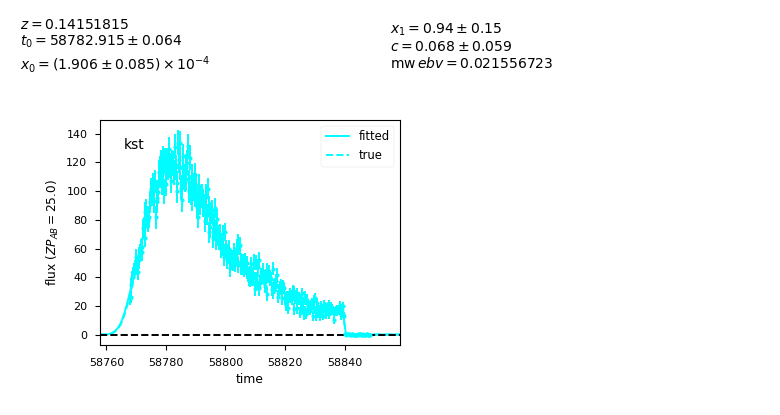 z = 0.14151815
t₀ = 58782.915 ± 0.064
x₀ = (1.906 ± 0.085) × 10⁻⁴
x₁ = 0.94 ± 0.15
c = 0.068 ± 0.059
mw ebv = 0.021556723
kst
fitted
true
140
120
100
80
60
40
20
0
flux (ZP_AB = 25.0)
58760 58780 58800 58820 58840
time